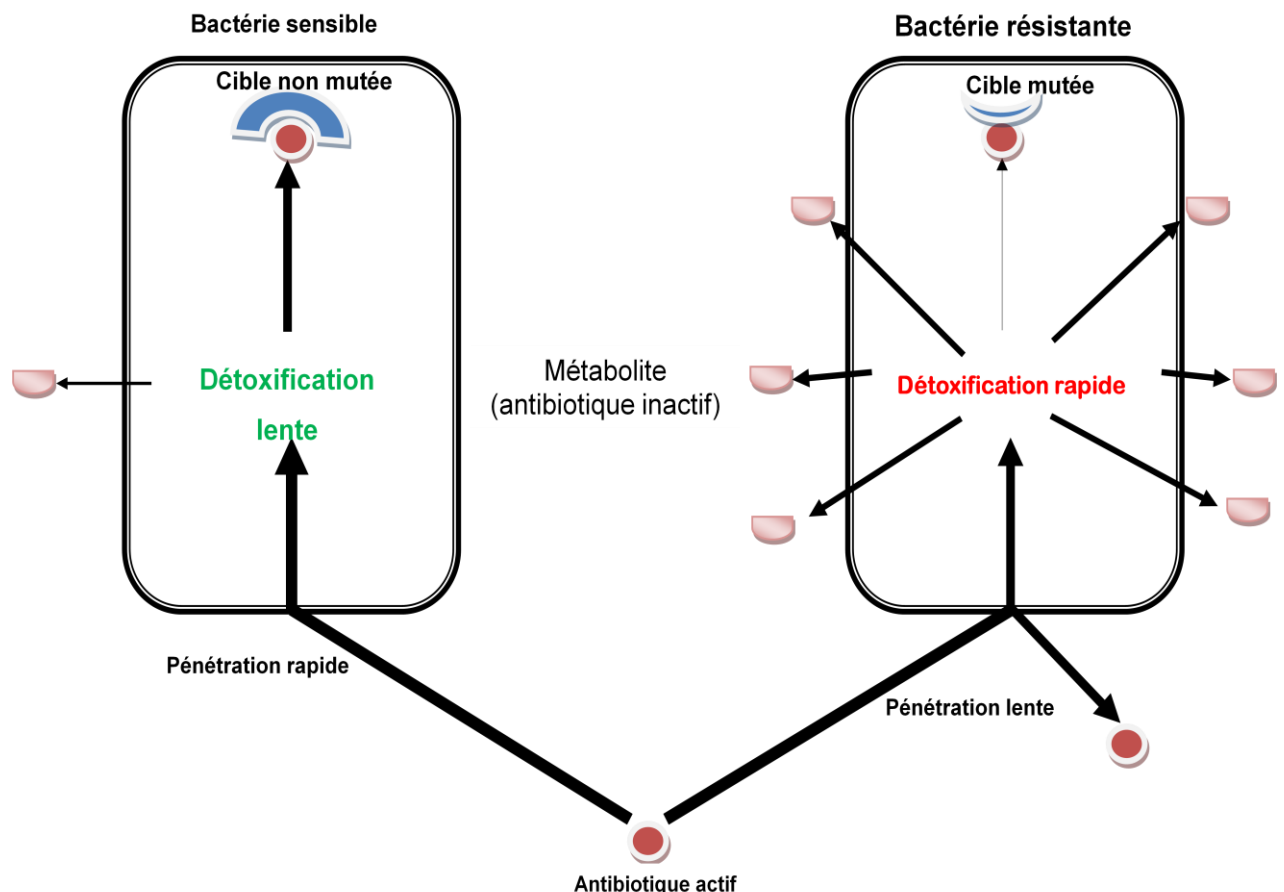 Bactérie sensible
Bactérie résistante
Cible non mutée
Cible mutée
Détoxification
lente
Métabolite
(antibiotique inactif)
Détoxification rapide
Pénétration rapide
Pénétration lente
Antibiotique actif